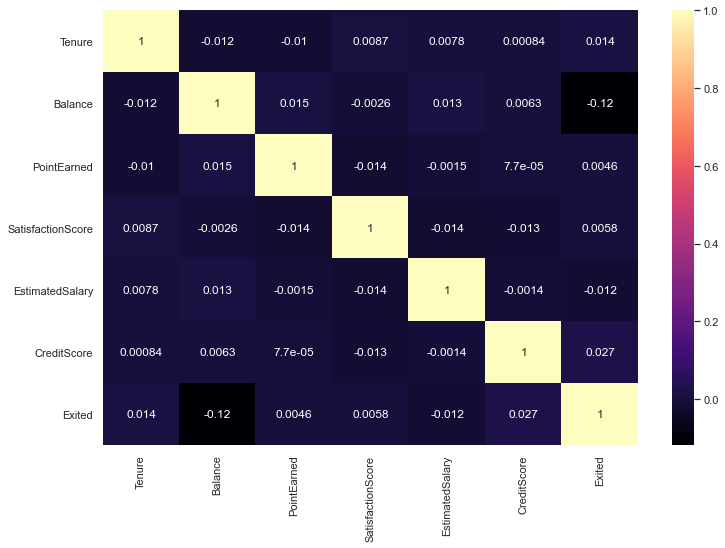 Tenure 1 -0.012 -0.01 0.0087 0.0078 0.00084 0.014
Balance -0.012 1 0.015 -0.0026 0.013 0.0063 -0.12
PointEarned -0.01 0.015 1 -0.014 -0.0015 7.7e-05 0.0046
SatisfactionScore 0.0087 -0.0026 -0.014 1 -0.014 -0.013 0.0058
EstimatedSalary 0.0078 0.013 -0.0015 -0.014 1 -0.0014 -0.012
CreditScore 0.00084 0.0063 7.7e-05 -0.013 -0.0014 1 0.027
Exited 0.014 -0.12 0.0046 0.0058 -0.012 0.027 1
Tenure
Balance
PointEarned
SatisfactionScore
EstimatedSalary
CreditScore
Exited
1.0
0.8
0.6
0.4
0.2
0.0